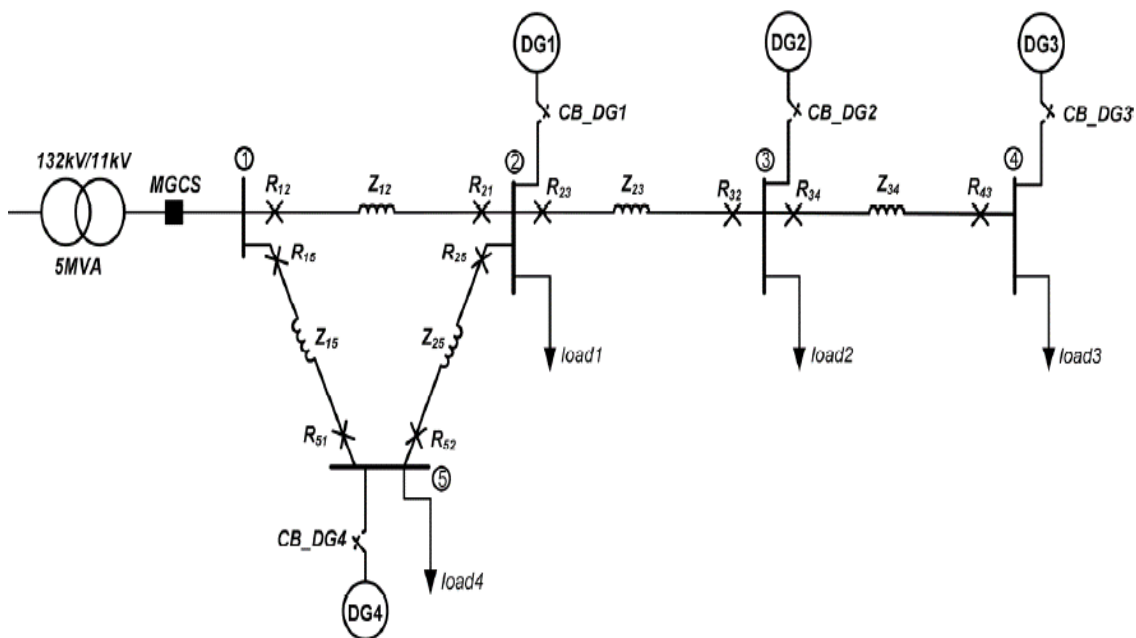 DG1
DG2
DG3
CB_DG1
CB_DG2
CB_DG3
132kV/11kV
MGCS
5MVA
①
②
③
④
R12
Z12
R21
R23
Z23
R32
R34
Z34
R43
R15
R25
Z15
Z25
load1
load2
load3
R51
R52
⑤
CB_DG4
load4
DG4